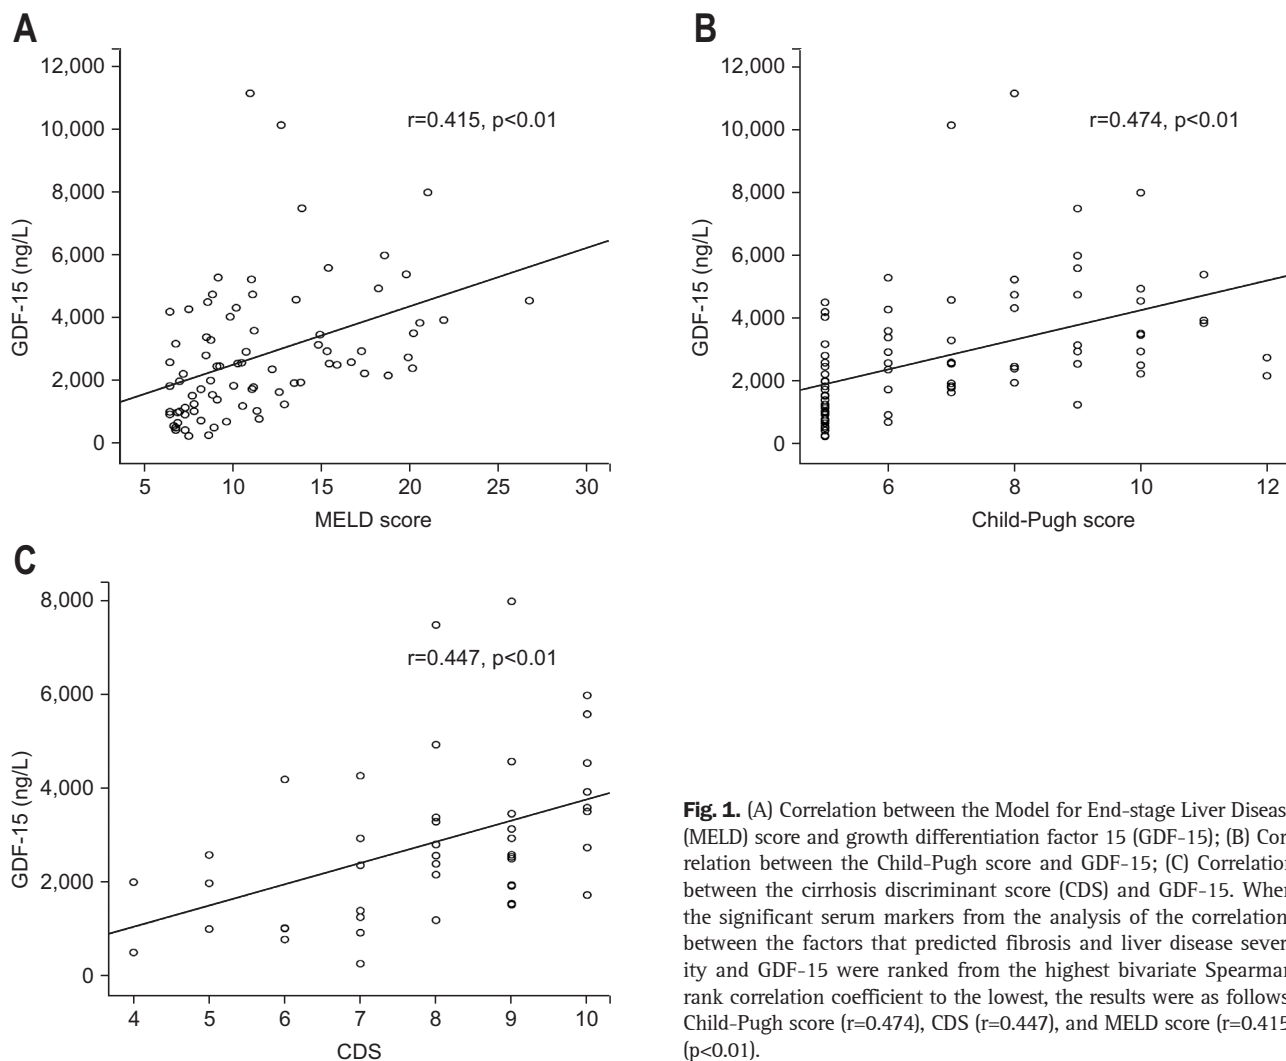 A
12,000
10,000
8,000
6,000
4,000
2,000
0
GDF-15 (ng/L)
r=0.415, p<0.01
5 10 15 20 25 30
MELD score
B
12,000
10,000
8,000
6,000
4,000
2,000
0
GDF-15 (ng/L)
r=0.474, p<0.01
6 8 10 12
Child-Pugh score
C
8,000
6,000
4,000
2,000
0
GDF-15 (ng/L)
r=0.447, p<0.01
4 5 6 7 8 9 10
CDS
Fig. 1. (A) Correlation between the Model for End-stage Liver Diseas
(MELD) score and growth differentiation factor 15 (GDF-15); (B) Cor
relation between the Child-Pugh score and GDF-15; (C) Correlation
between the cirrhosis discriminant score (CDS) and GDF-15. When
the significant serum markers from the analysis of the correlation
between the factors that predicted fibrosis and liver disease sever
ity and GDF-15 were ranked from the highest bivariate Spearman
rank correlation coefficient to the lowest, the results were as follows
Child-Pugh score (r=0.474), CDS (r=0.447), and MELD score (r=0.415
(p<0.01).